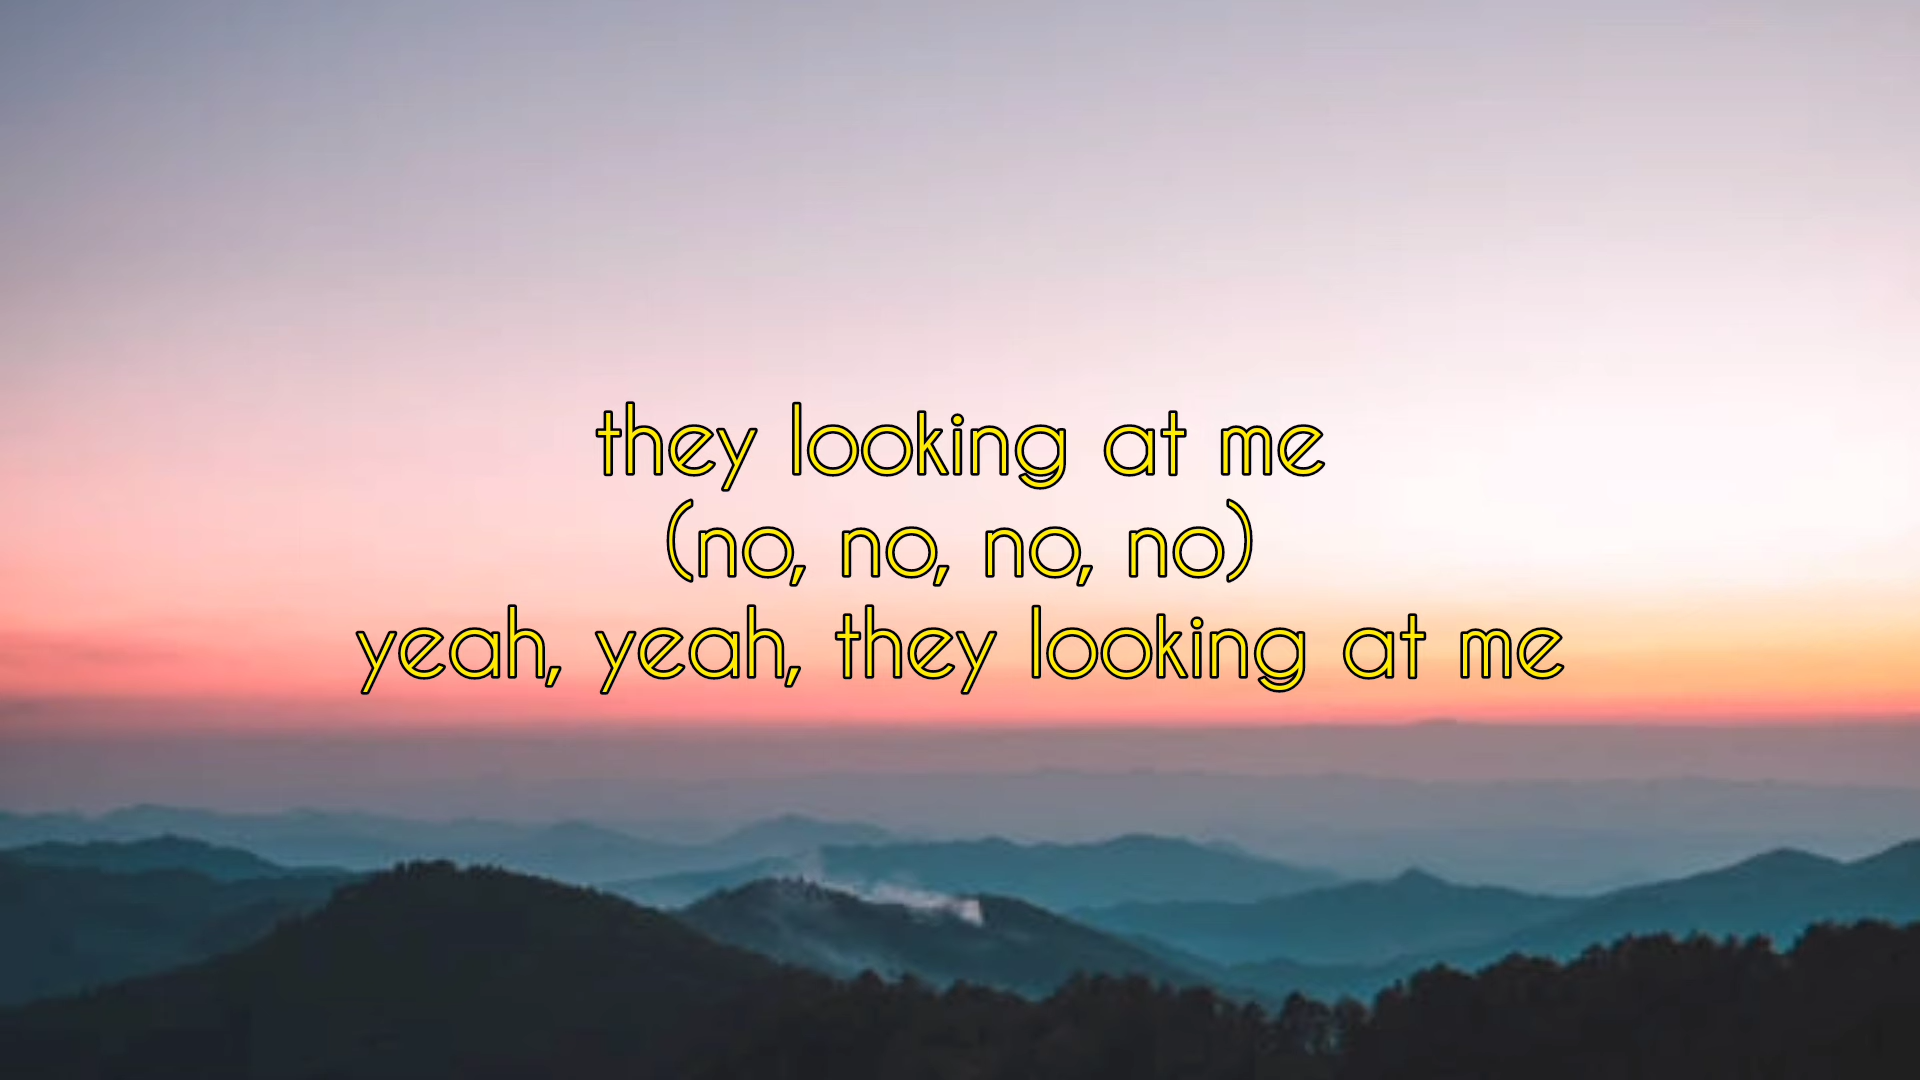 they looking at me
(no, no, no, no)
yeah, yeah, they looking at me